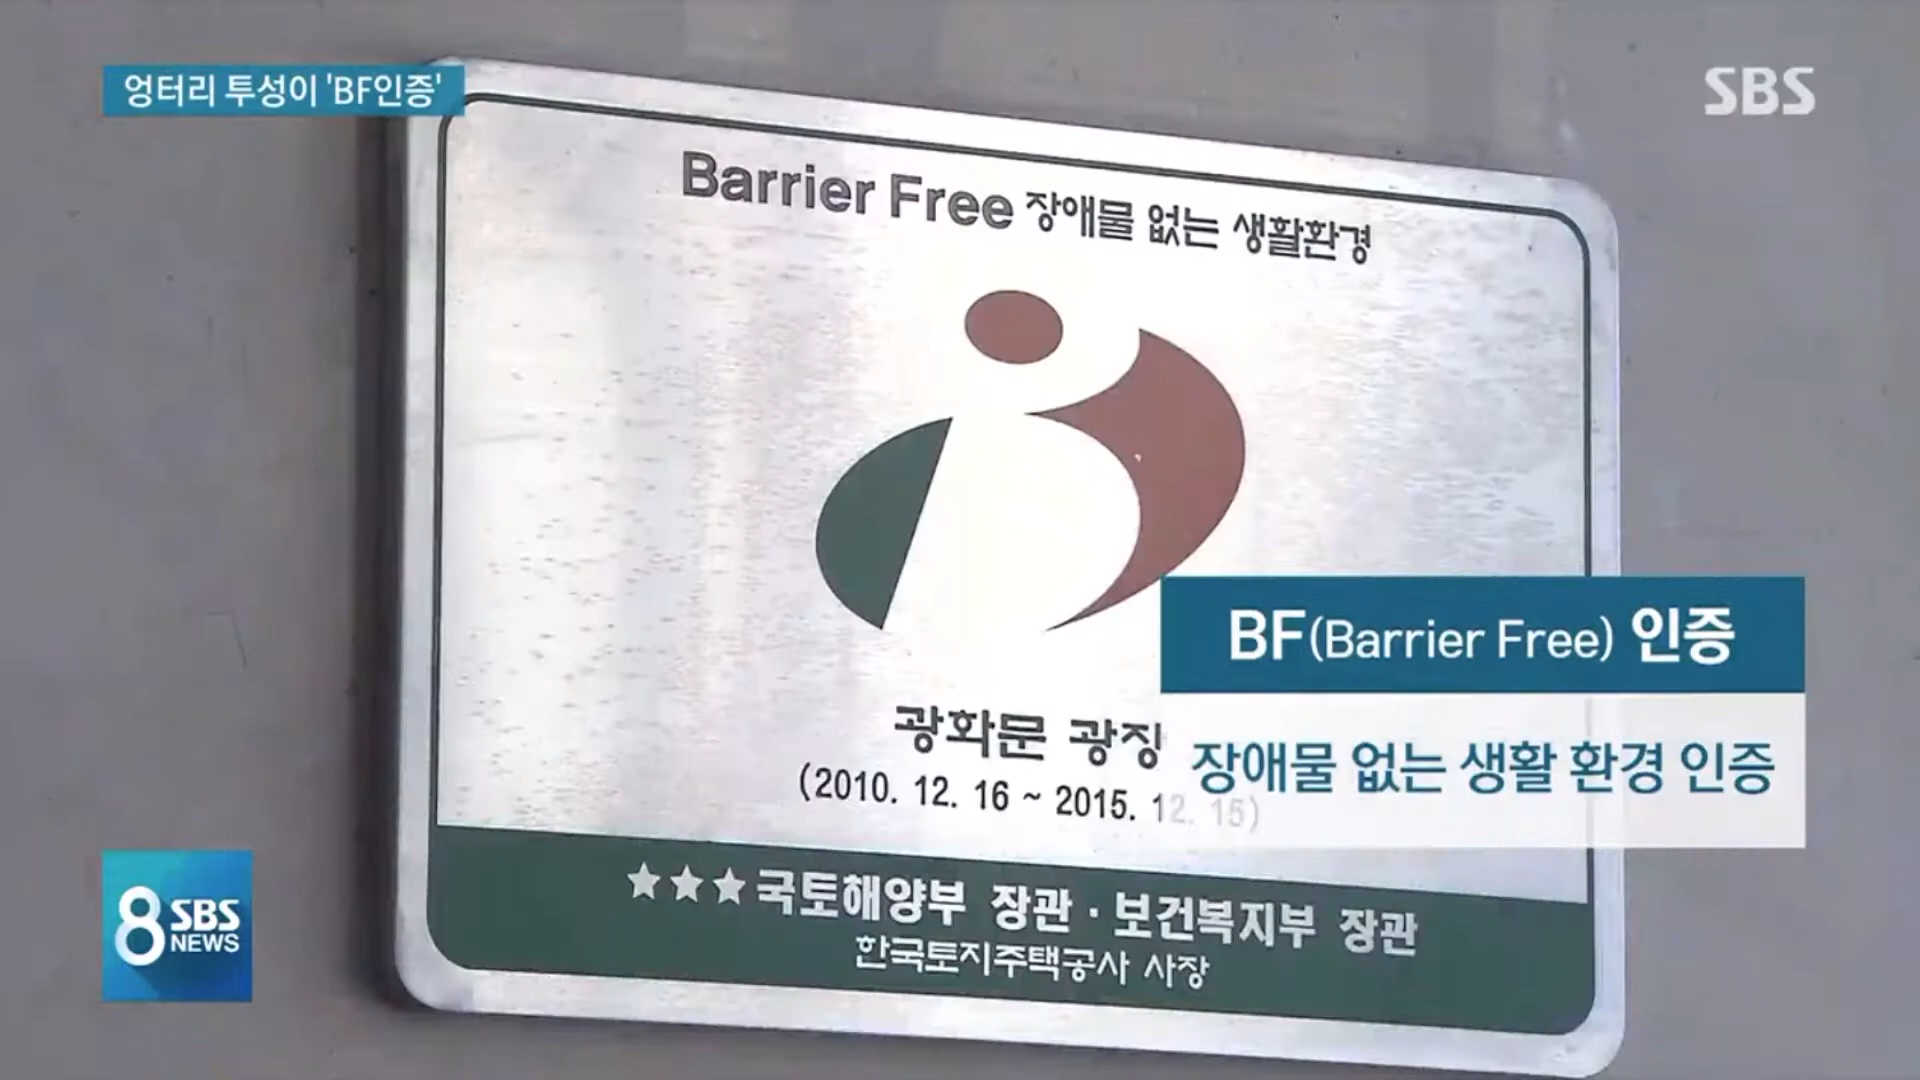 엉터리 투성이 'BF인증'
SBS
Barrier Free 장애물 없는 생활환경
BF(Barrier Free) 인증
장애물 없는 생활 환경 인증
광화문 광장
(2010. 12. 16 ~ 2015. 12. 15)
★★★국토해양부 장관 · 보건복지부 장관
한국토지주택공사 사장
8 SBS
NEWS